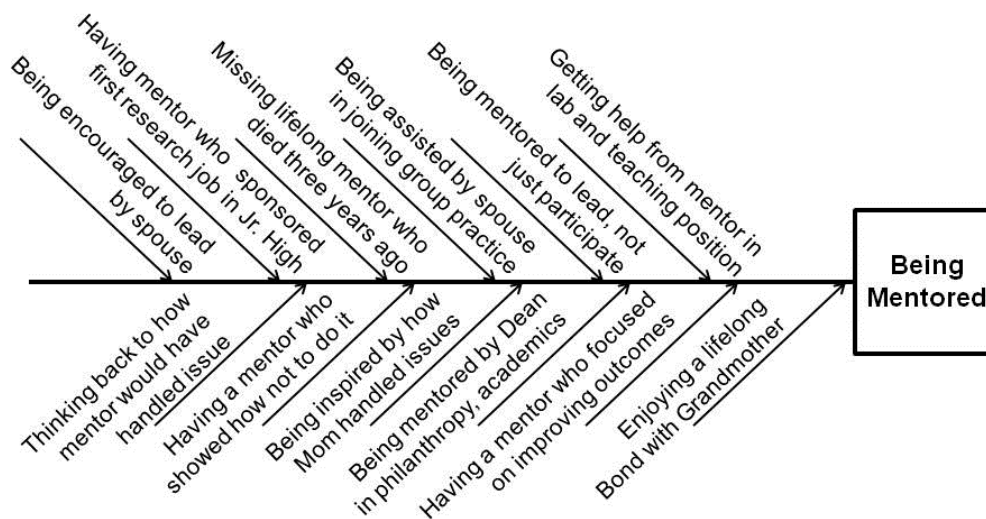 Being encouraged to lead
by spouse
Having mentor who sponsored
first research job in Jr. High
Missing lifelong mentor who
died three years ago
Being assisted by spouse
in joining group practice
Being mentored to lead, not
just participate
Getting help from mentor in
lab and teaching position
Being
Mentored
Thinking back to how
mentor would have
handled issue
Having a mentor who
showed how not to do it
Being inspired by how
Mom handled issues
Being mentored by Dean
in philantropy, academics
Having a mentor who focused
on improving outcomes
Enjoying a lifelong
Bond with Grandmother